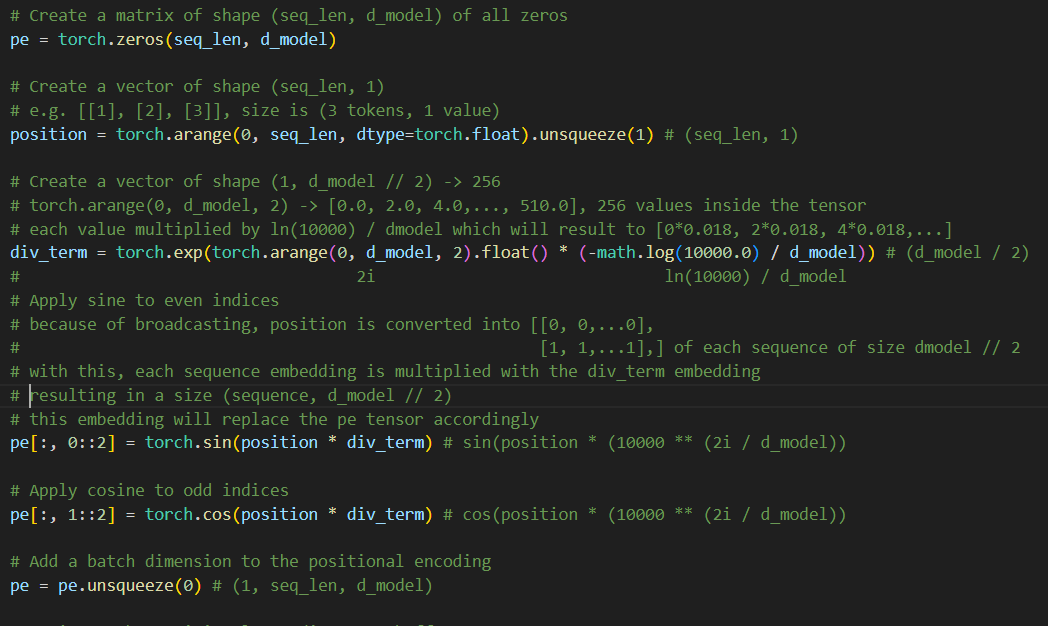 # Create a matrix of shape (seq_len, d_model) of all zeros
pe = torch.zeros(seq_len, d_model)
# Create a vector of shape (seq_len, 1)
# e.g. [[1], [2], [3]], size is (3 tokens, 1 value)
position = torch.arange(0, seq_len, dtype=torch.float).unsqueeze(1) # (seq_len, 1)
# Create a vector of shape (1, d_model // 2) -> 256
# torch.arange(0, d_model, 2) -> [0.0, 2.0, 4.0,..., 510.0], 256 values inside the tensor
# each value multiplied by ln(10000) / dmodel which will result to [0*0.018, 2*0.018, 4*0.018,...]
div_term = torch.exp(torch.arange(0, d_model, 2).float() * (-math.log(10000.0) / d_model)) # (d_model / 2)
# 2i ln(10000) / d_model
# Apply sine to even indices
# because of broadcasting, position is converted into [[0, 0,...0],
# [1, 1,...1],] of each sequence of size dmodel // 2
# with this, each sequence embedding is multiplied with the div_term embedding
# resulting in a size (sequence, d_model // 2)
# this embedding will replace the pe tensor accordingly
pe[:, 0::2] = torch.sin(position * div_term) # sin(position * (10000 ** (2i / d_model))
# Apply cosine to odd indices
pe[:, 1::2] = torch.cos(position * div_term) # cos(position * (10000 ** (2i / d_model))
# Add a batch dimension to the positional encoding
pe = pe.unsqueeze(0) # (1, seq_len, d_model)